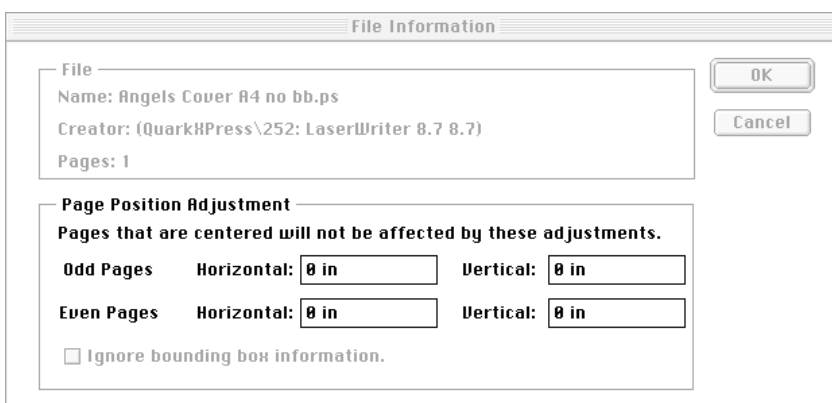 File Information
File
Name: Angels Cover A4 no bb.ps
Creator: (QuarkXPress\252: LaserWriter 8.7 8.7)
Pages: 1
OK
Cancel
Page Position Adjustment
Pages that are centered will not be affected by these adjustments.
Odd Pages Horizontal: 0 in Vertical: 0 in
Even Pages Horizontal: 0 in Vertical: 0 in
Ignore bounding box information.